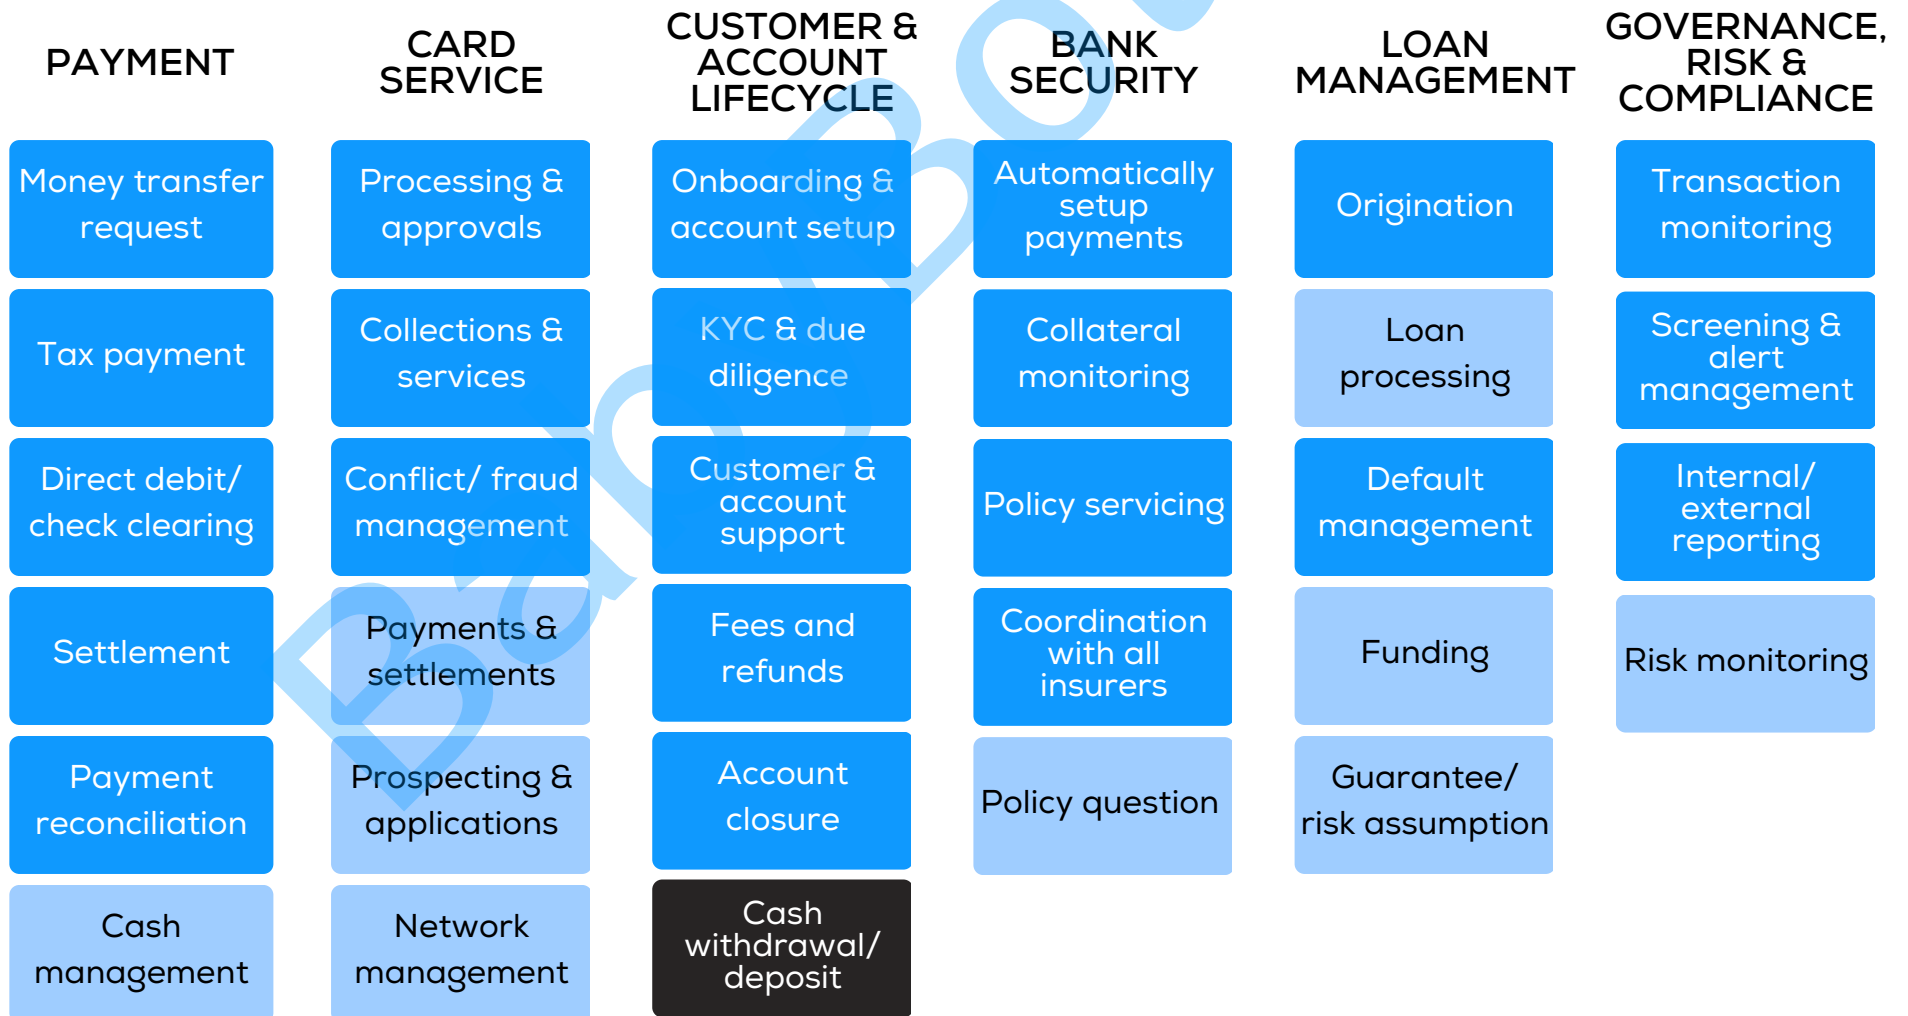 PAYMENT
Money transfer
request
Tax payment
Direct debit/
check clearing
Settlement
Payment
reconciliation
Cash
management
CARD
SERVICE
Processing &
approvals
Collections &
services
Conflict/ fraud
management
Payments &
settlements
Prospecting &
applications
Network
management
CUSTOMER &
ACCOUNT
LIFECYCLE
Onboarding &
account setup
KYC & due
diligence
Customer &
account
support
Fees and
refunds
Account
closure
Cash
withdrawal/
deposit
BANK
SECURITY
Automatically
setup
payments
Collateral
monitoring
Policy servicing
Coordination
with all
insurers
Policy question
LOAN
MANAGEMENT
Origination
Loan
processing
Default
management
Funding
Guarantee/
risk assumption
GOVERNANCE,
RISK &
COMPLIANCE
Transaction
monitoring
Screening &
alert
management
Internal/
external
reporting
Risk monitoring